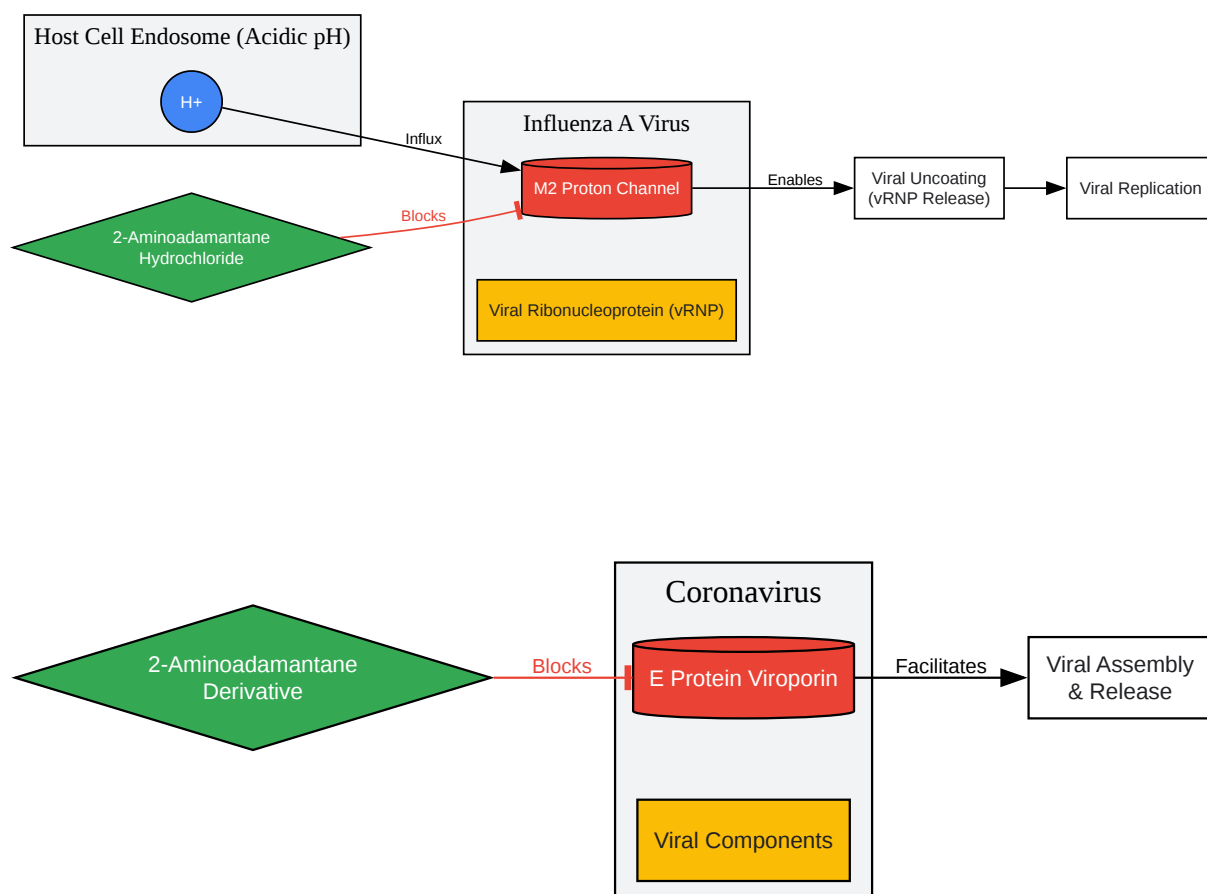 Host Cell Endosome (Acidic pH)
H+
Influx
Influenza A Virus
M2 Proton Channel
Enables
Viral Uncoating
(vRNP Release)
Viral Replication
Blocks
2-Aminoadamantane
Hydrochloride
Viral Ribonucleoprotein (vRNP)
Coronavirus
2-Aminoadamantane
Derivative
Blocks
E Protein Viroporin
Facilitates
Viral Assembly
& Release
Viral Components